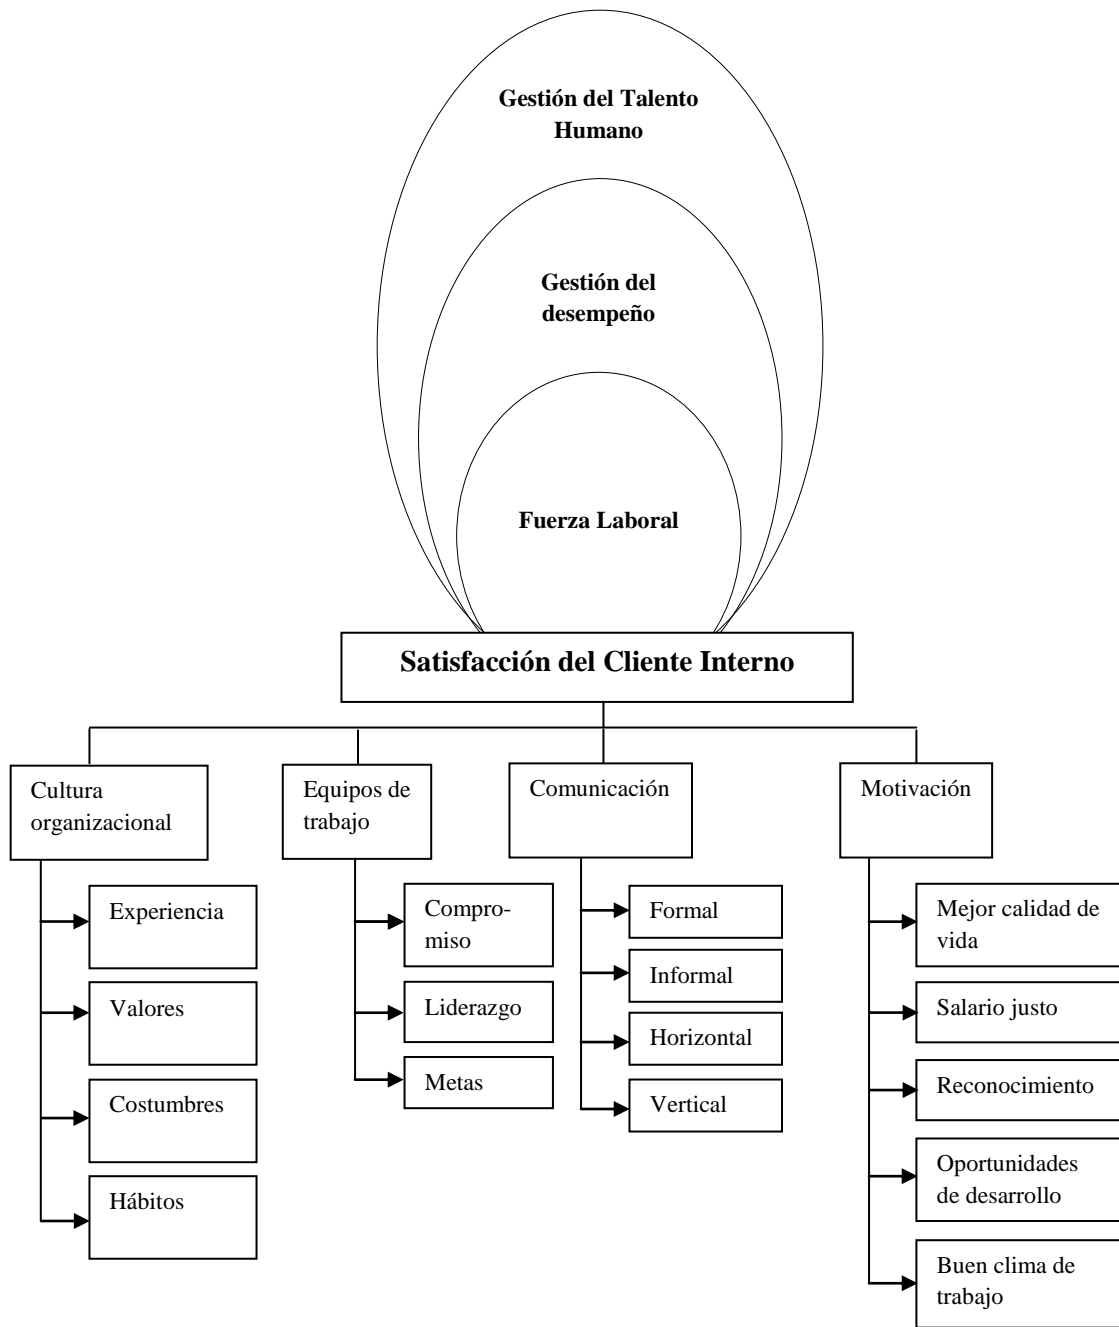 Gestión del Talento
Humano
Gestión del
desempeño
Fuerza Laboral
Satisfacción del Cliente Interno
Cultura
organizacional
Experiencia
Valores
Costumbres
Hábitos
Equipos de
trabajo
Compro-
miso
Liderazgo
Metas
Comunicación
Formal
Informal
Horizontal
Vertical
Motivación
Mejor calidad de
vida
Salario justo
Reconocimiento
Oportunidades
de desarrollo
Buen clima de
trabajo